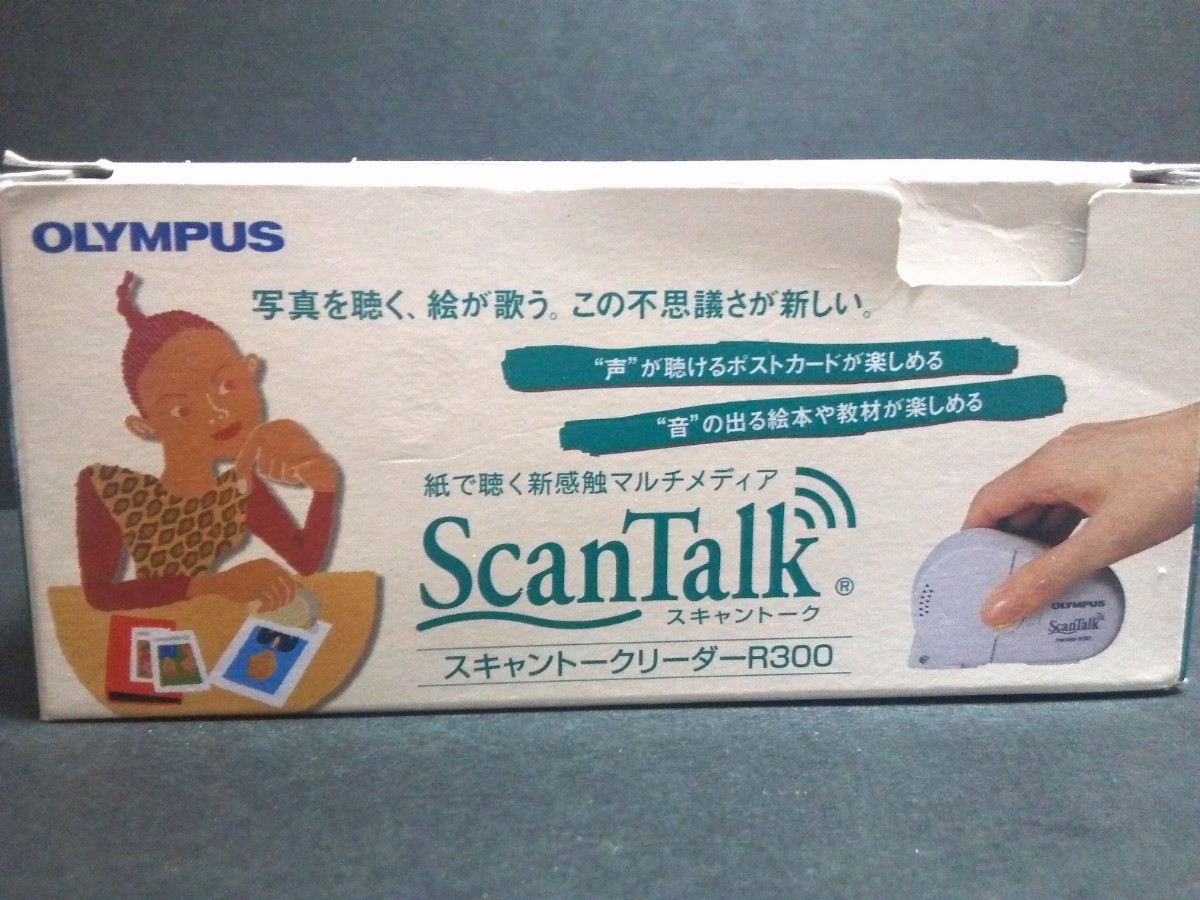 OLYMPUS
写真を聴く、絵が歌う。この不思議さが新しい。
“声”が聴けるポストカードが楽しめる
“音”の出る絵本や教材が楽しめる
紙で聴く新感触マルチメディア
ScanTalk®
スキャントーク
スキャントークリーダーR300
OLYMPUS
ScanTalk